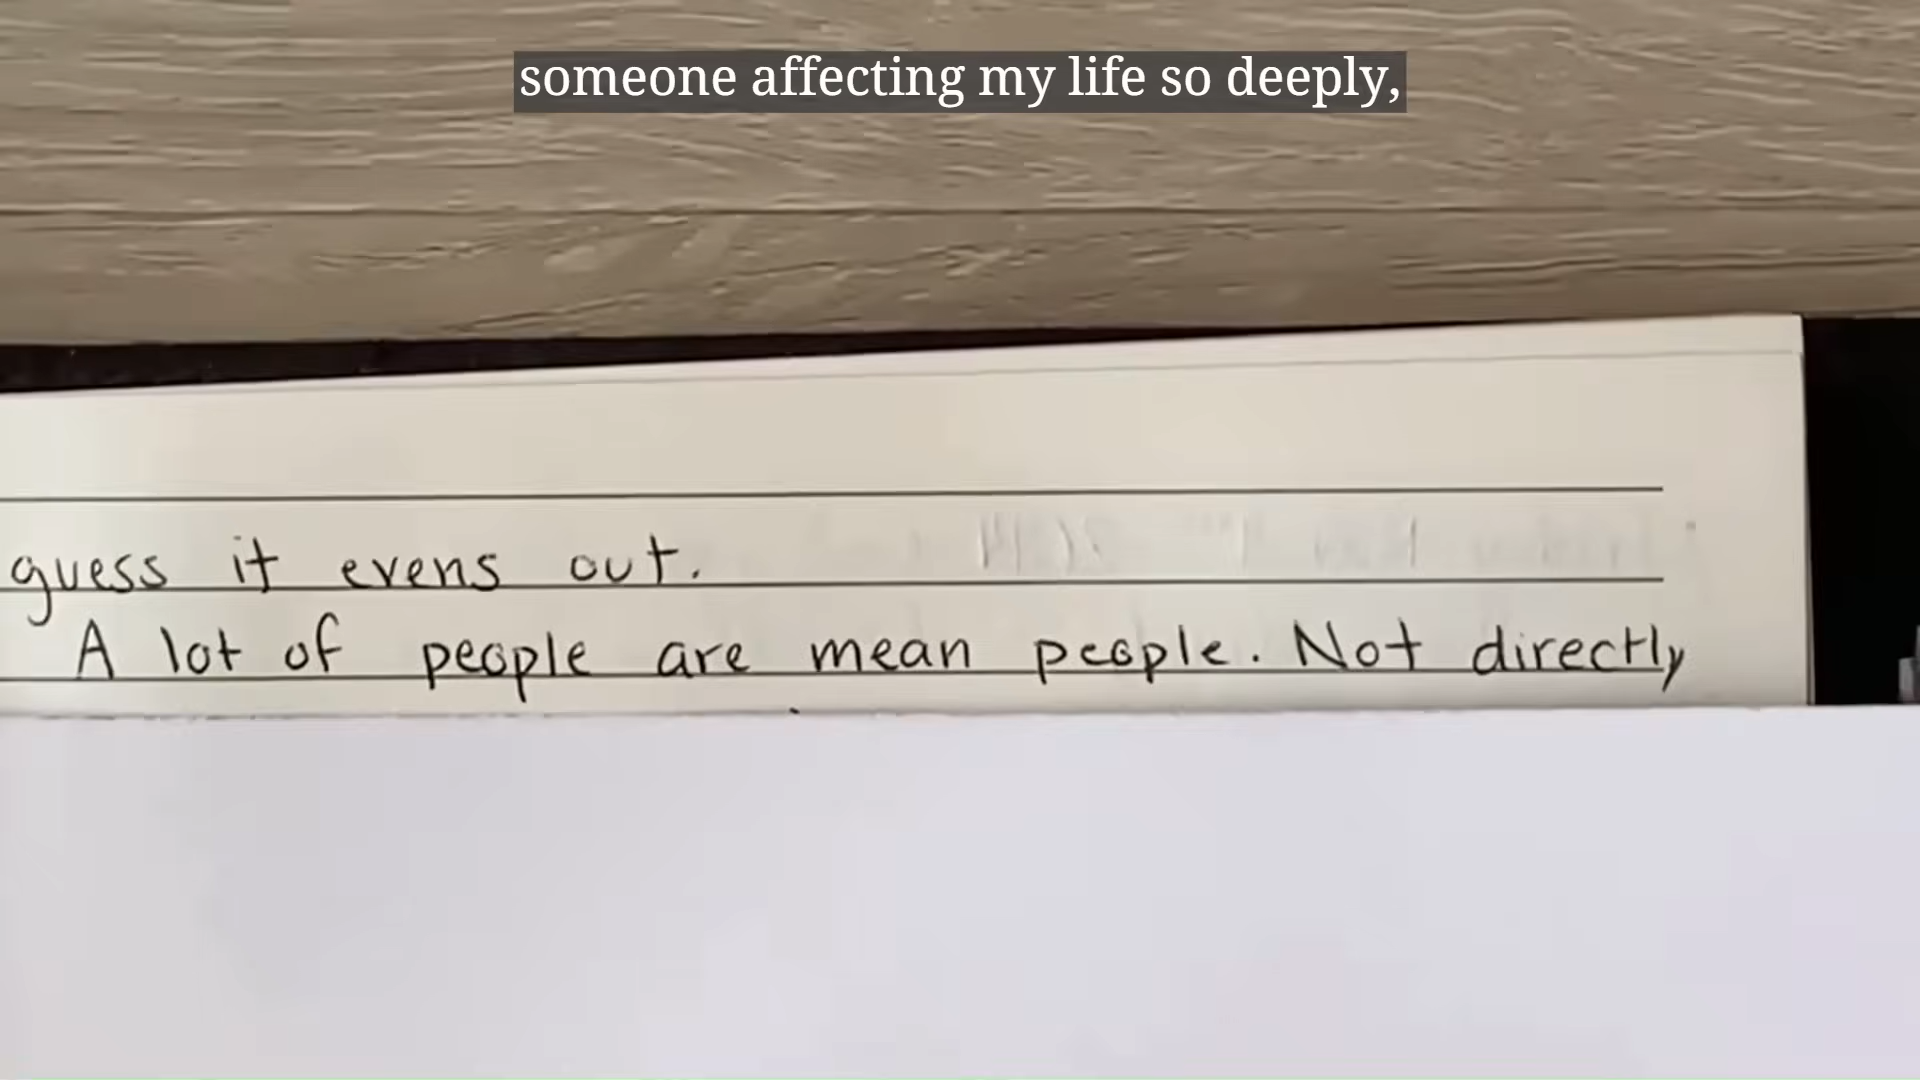 someone affecting my life so deeply,
guess it evens out.
A lot of people are mean people. Not directly